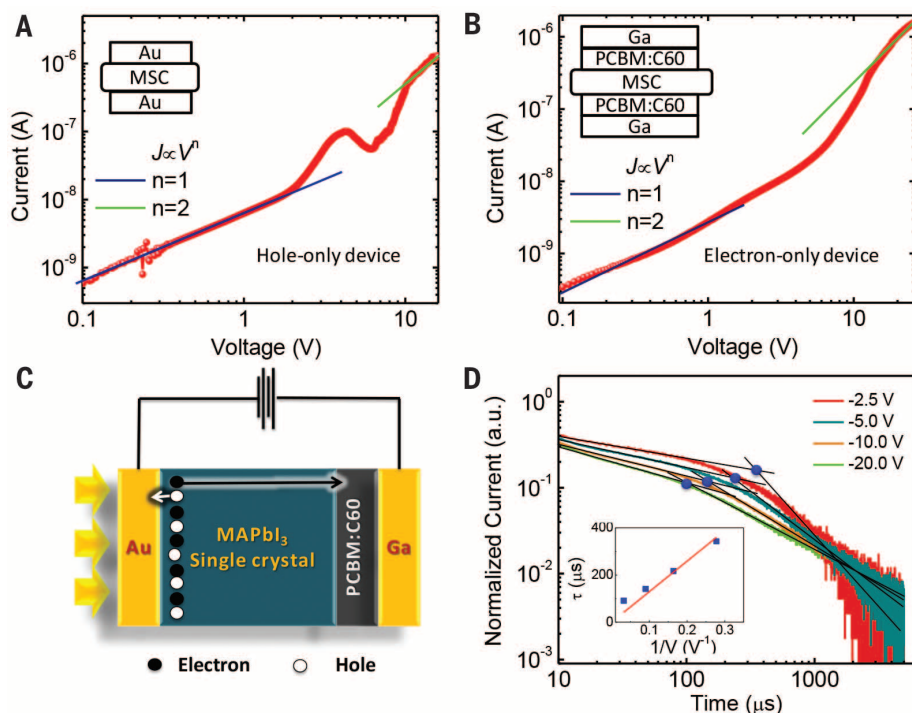 A
Current (A)
10⁻⁶
10⁻⁷
10⁻⁸
10⁻⁹
Au
MSC
Au
J∝Vⁿ
n=1
n=2
Hole-only device
0.1
1
10
Voltage (V)
B
Current (A)
10⁻⁶
10⁻⁷
10⁻⁸
10⁻⁹
Ga
PCBM:C60
MSC
PCBM:C60
Ga
J∝Vⁿ
n=1
n=2
Electron-only device
0.1
1
10
Voltage (V)
C
Au
MAPbI₃
Single crystal
PCBM:C60
Ga
Electron
Hole
D
Normalized Current (a.u.)
10⁰
10⁻¹
10⁻²
10⁻³
-2.5 V
-5.0 V
-10.0 V
-20.0 V
τ (μs)
400
200
0
0.0 0.1 0.2 0.3
1/V (V⁻¹)
10
100
1000
Time (μs)